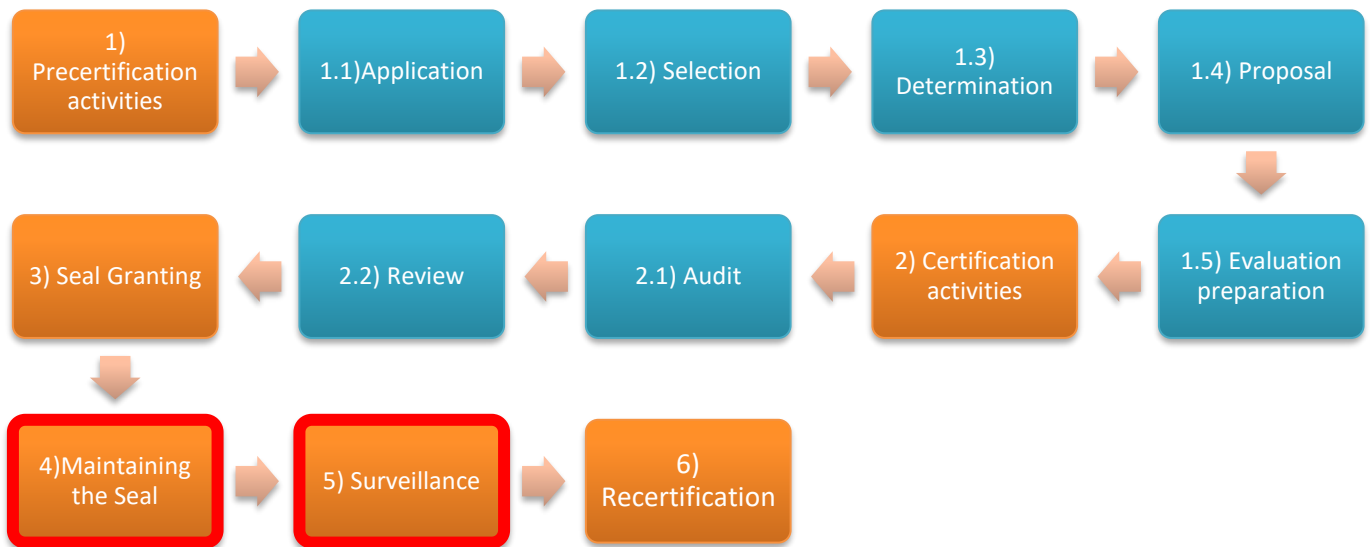 1)
Precertification
activities
1.1)Application
1.2) Selection
1.3)
Determination
1.4) Proposal
1.5) Evaluation
preparation
2) Certification
activities
2.1) Audit
2.2) Review
3) Seal Granting
4)Maintaining
the Seal
5) Surveillance
6)
Recertification